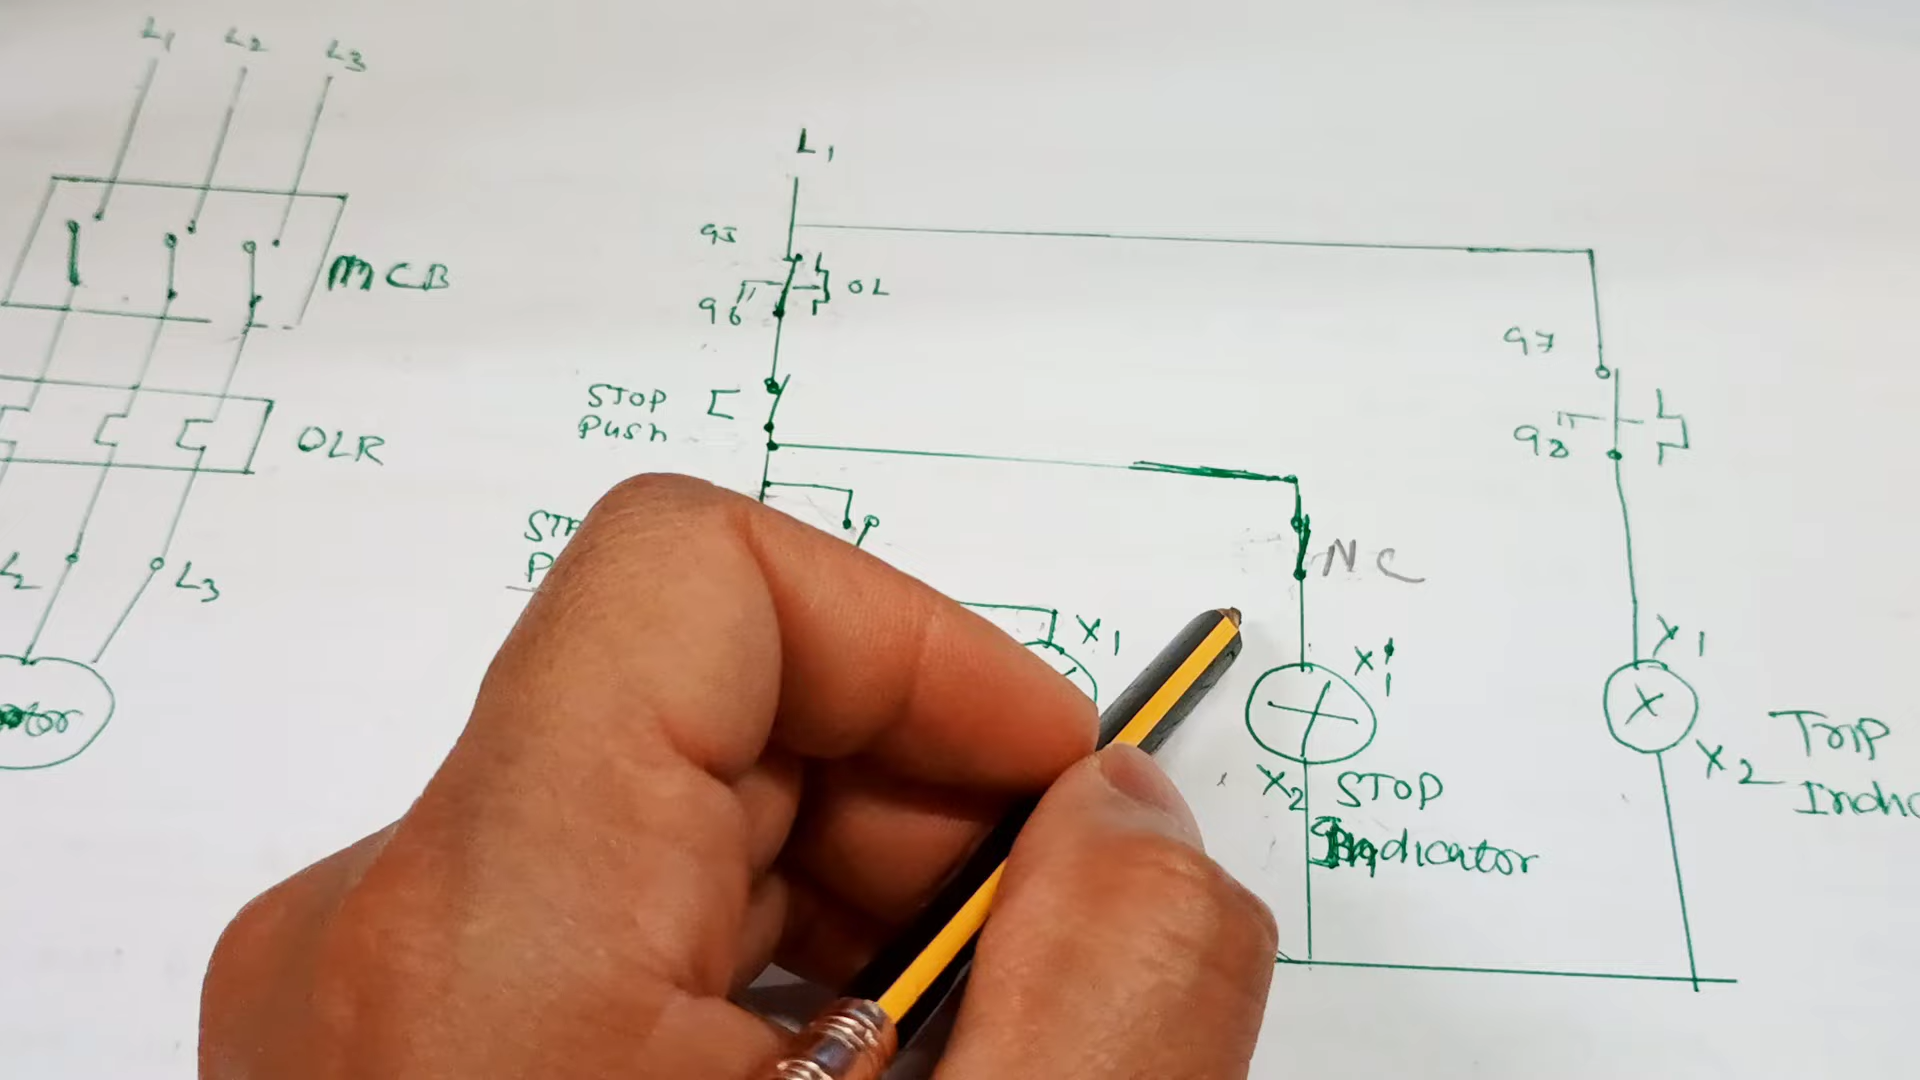 L1 L2 L3
MCB
OLR
L2 L3
L1
95
96
OL
STOP
Push
X1
NC
X1
X2
STOP
Indicator
97
98
X1
X2
Trip